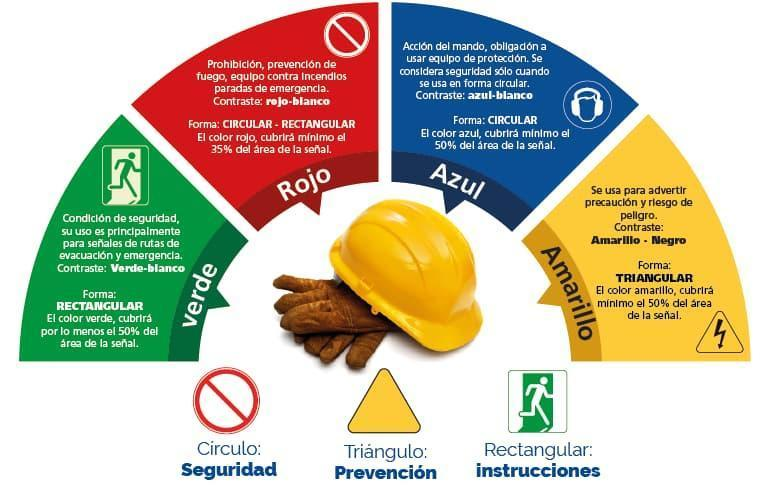 Prohibición, prevención de
fuego, equipo contra incendios
paradas de emergencia.
Contraste: rojo-blanco
Forma: CIRCULAR - RECTANGULAR
El color rojo, cubrirá mínimo el
35% del área de la señal.
Rojo
Acción del mando, obligación a
usar equipo de protección. Se
considera seguridad sólo cuando
se usa en forma circular.
Contraste: azul-blanco
Forma: CIRCULAR
El color azul, cubrirá mínimo el
50% del área de la señal.
Azul
Condición de seguridad,
su uso es principalmente
para señales de rutas de
evacuación y emergencia.
Contraste: Verde-blanco
Forma:
RECTANGULAR
El color verde, cubrirá
por lo menos el 50% del
área de la señal.
verde
Se usa para advertir
precaución y riesgo de
peligro.
Contraste:
Amarillo - Negro
Forma:
TRIANGULAR
El color amarillo, cubrirá
mínimo el 50% del área
de la señal.
Amarillo
Círculo:
Seguridad
Triángulo:
Prevención
Rectangular:
instrucciones